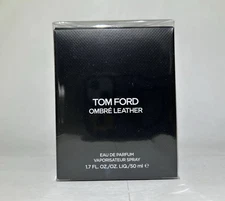 TOM FORD
OMBRÉ LEATHER
EAU DE PARFUM
VAPORISATEUR SPRAY
1.7 FL. OZ./OZ. LIQ./50 ml ℮